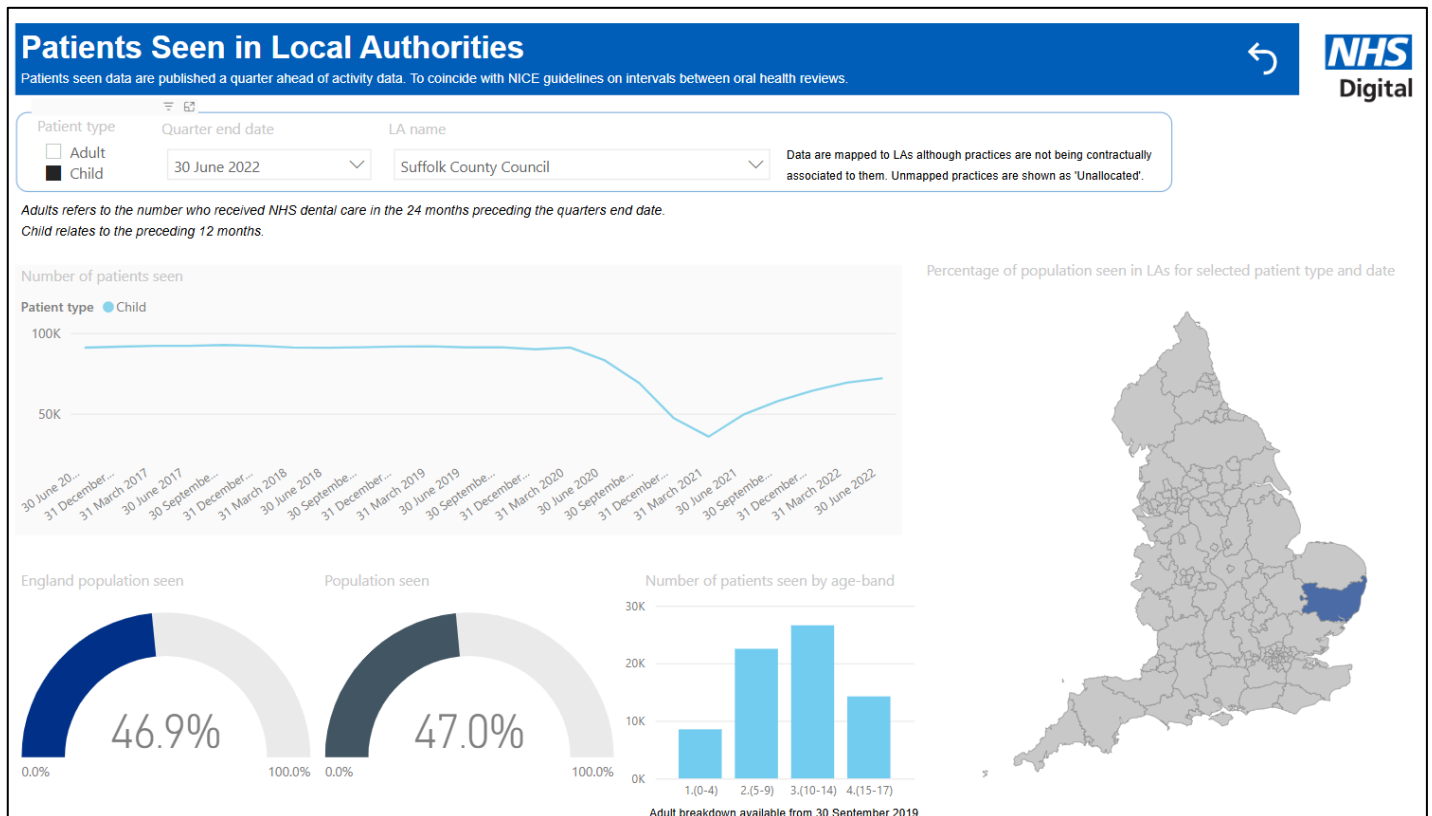 Patients Seen in Local Authorities
Patients seen data are published a quarter ahead of activity data. To coincide with NICE guidelines on intervals between oral health reviews.
NHS
Digital
Patient type
Adult
Child
Quarter end date
30 June 2022
LA name
Suffolk County Council
Data are mapped to LAs although practices are not being contractually
associated to them. Unmapped practices are shown as 'Unallocated'.
Adults refers to the number who received NHS dental care in the 24 months preceding the quarters end date.
Child relates to the preceding 12 months.
Number of patients seen
Patient type Child
100K
50K
30 June 20...
31 December...
31 March 2017
30 June 2017
30 Septembe...
31 December...
31 March 2018
30 June 2018
30 Septembe...
31 December...
31 March 2019
30 June 2019
30 Septembe...
31 December...
31 March 2020
30 June 2020
30 Septembe...
31 December...
31 March 2021
30 June 2021
30 Septembe...
31 December...
31 March 2022
30 June 2022
Percentage of population seen in LAs for selected patient type and date
England population seen
46.9%
0.0%
100.0%
Population seen
47.0%
0.0%
100.0%
Number of patients seen by age-band
30K
20K
10K
0K
1.(0-4)
2.(5-9)
3.(10-14)
4.(15-17)
Adult breakdown available from 30 September 2019